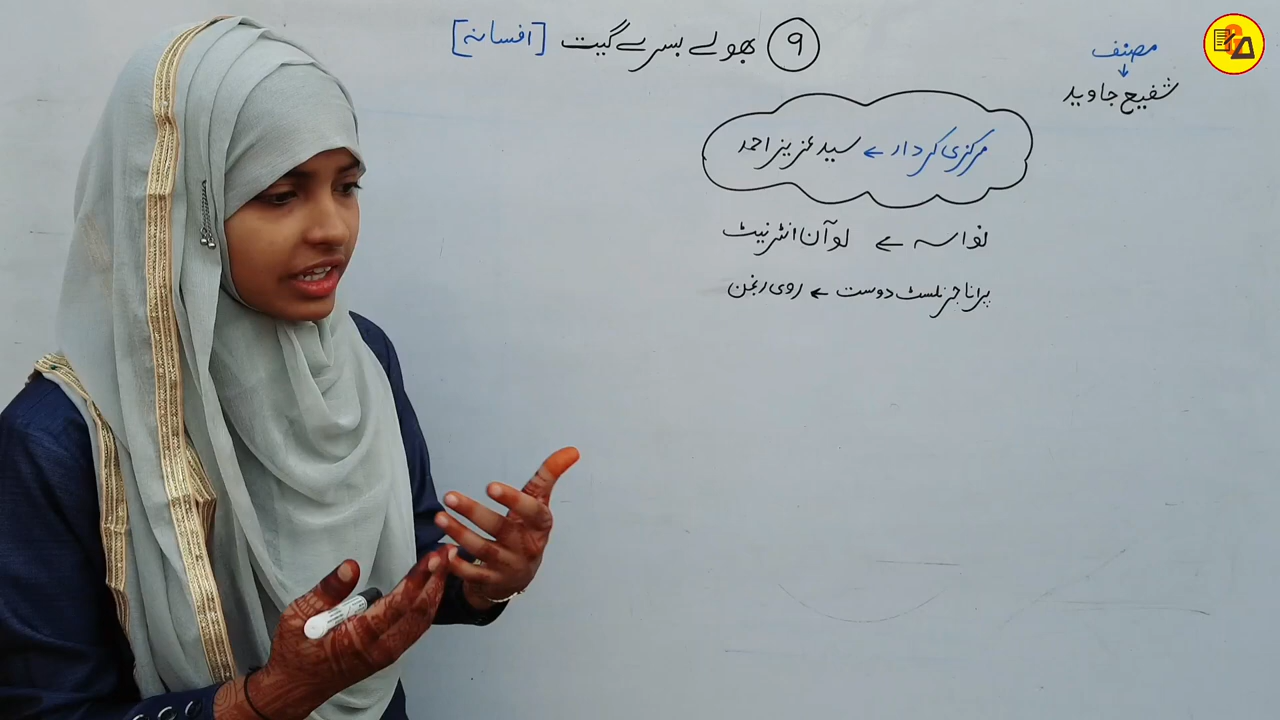 ۹ بھولے بسرے گیت [افسانہ]
مصنف
↓
شفیع جاوید
مرکزی کردار ← سید عزیز احمد
نواسہ ← لو آن انٹرنیٹ
پرانا جرنلسٹ دوست ← روی رنجن